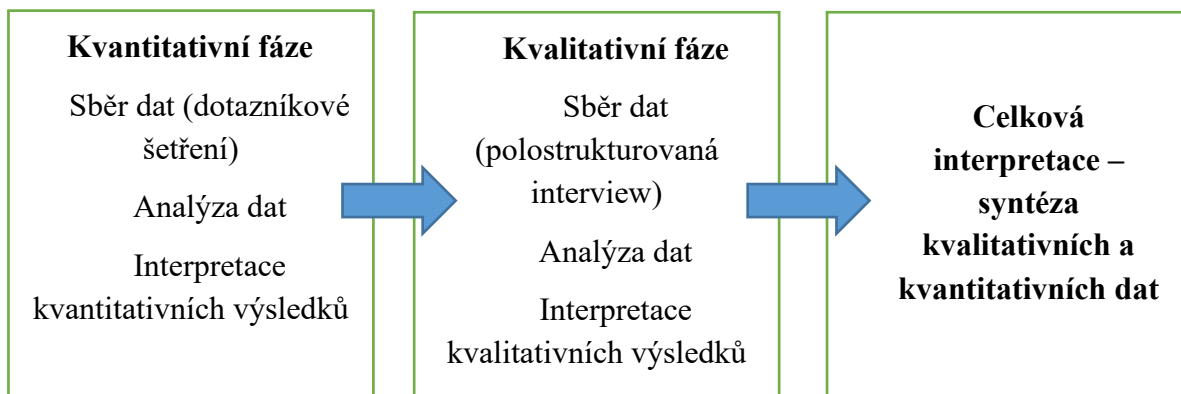 Kvantitativní fáze
Sběr dat (dotazníkové
šetření)
Analýza dat
Interpretace
kvantitativních výsledků
Kvalitativní fáze
Sběr dat
(polostrukturovaná
interview)
Analýza dat
Interpretace
kvalitativních výsledků
Celková
interpretace –
syntéza
kvalitativních a
kvantitativních dat